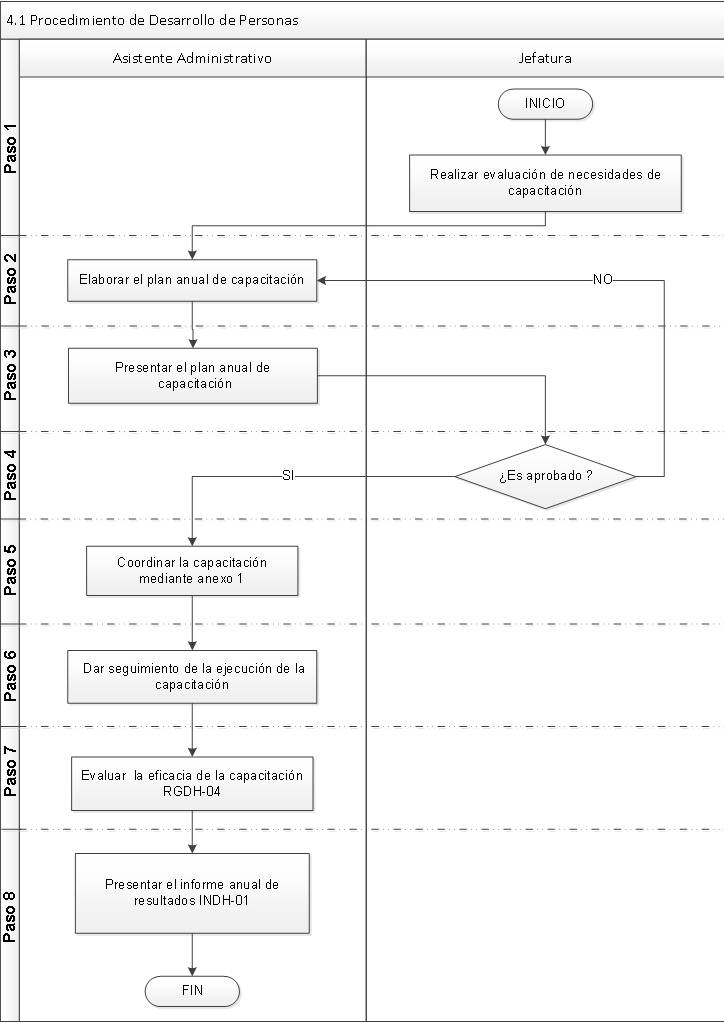 4.1 Procedimiento de Desarrollo de Personas
Asistente Administrativo
Jefatura
Paso 1
INICIO
Realizar evaluación de necesidades de
capacitación
Paso 2
Elaborar el plan anual de capacitación
NO
Paso 3
Presentar el plan anual de
capacitación
Paso 4
SI
¿Es aprobado ?
Paso 5
Coordinar la capacitación
mediante anexo 1
Paso 6
Dar seguimiento de la ejecución de la
capacitación
Paso 7
Evaluar la eficacia de la capacitación
RGDH-04
Paso 8
Presentar el informe anual de
resultados INDH-01
FIN